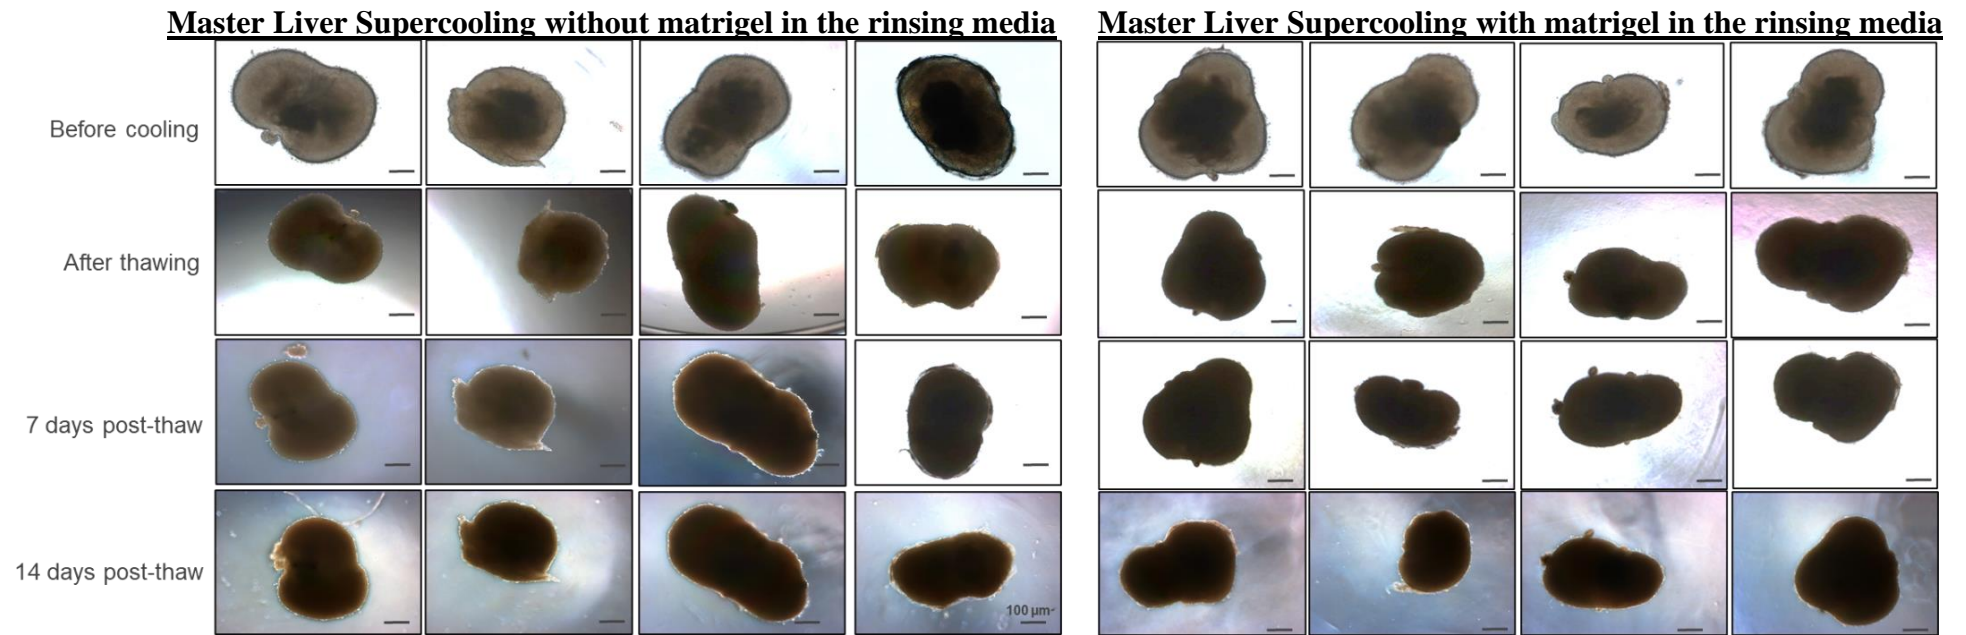 Master Liver Supercooling without matrigel in the rinsing media
Master Liver Supercooling with matrigel in the rinsing media
Before cooling
After thawing
7 days post-thaw
14 days post-thaw
100 µm